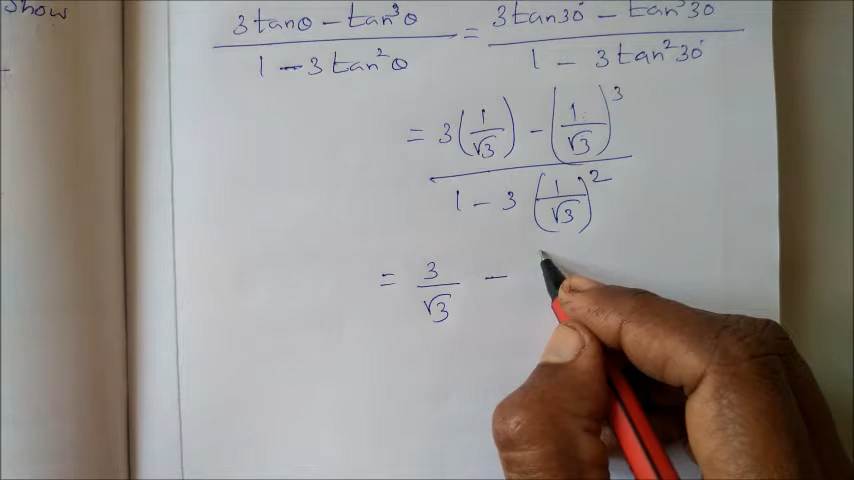 Show
3tanθ - tan³θ / 1 - 3tan²θ = 3tan30° - tan³30° / 1 - 3tan²30°
= 3(1/√3) - (1/√3)³ / 1 - 3(1/√3)²
= 3/√3 -